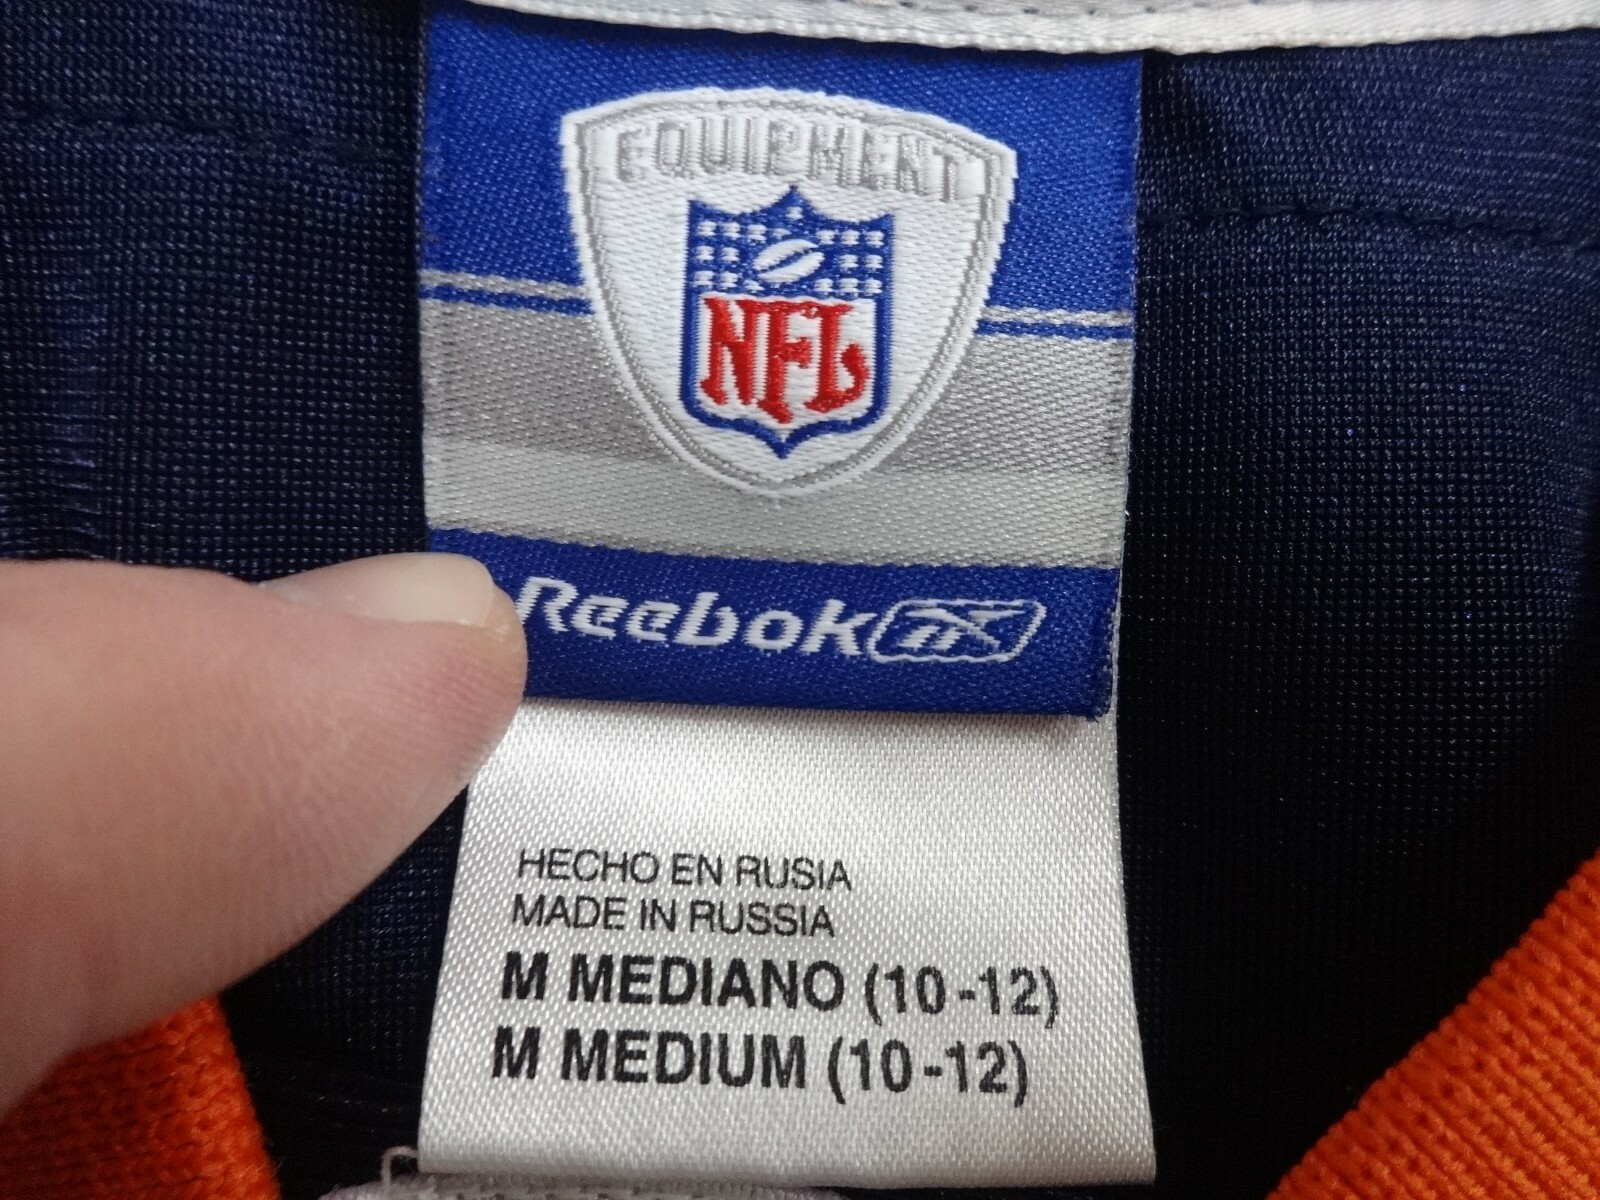 EQUIPMENT
NFL
Reebok
HECHO EN RUSIA
MADE IN RUSSIA
M MEDIANO (10-12)
M MEDIUM (10-12)